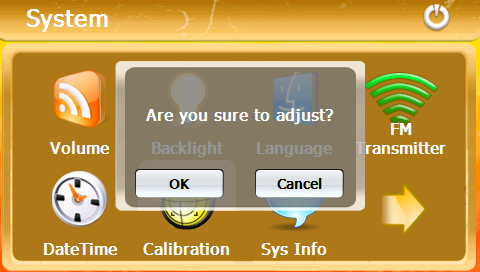 System
Are you sure to adjust?
Volume
Backlight
Language
FM
Transmitter
OK
Cancel
DateTime
Calibration
Sys Info